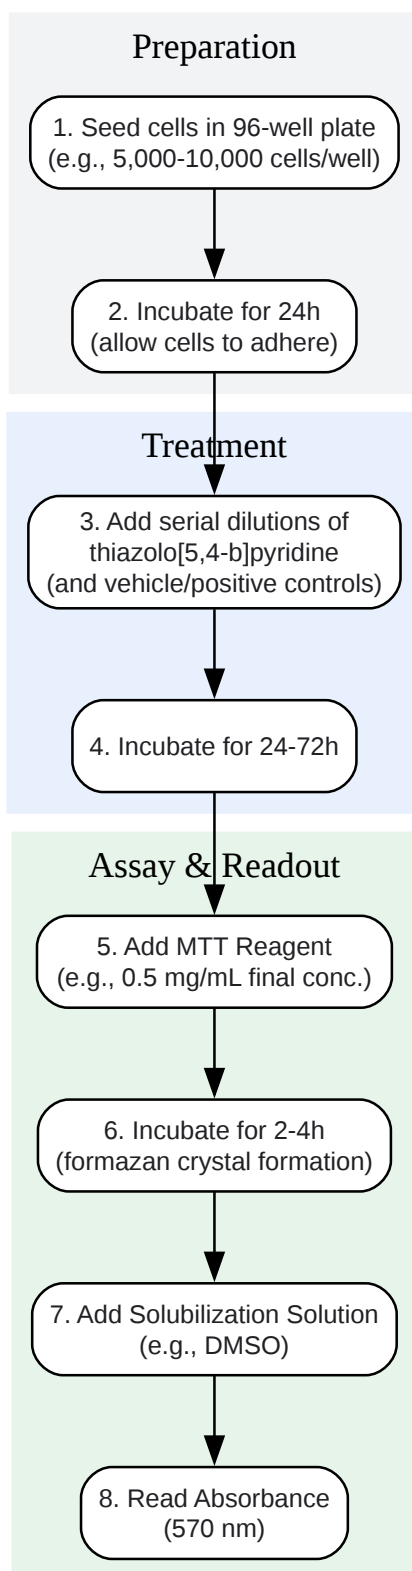 Preparation
1. Seed cells in 96-well plate
(e.g., 5,000-10,000 cells/well)
2. Incubate for 24h
(allow cells to adhere)
Treatment
3. Add serial dilutions of
thiazolo[5,4-b]pyridine
(and vehicle/positive controls)
4. Incubate for 24-72h
Assay & Readout
5. Add MTT Reagent
(e.g., 0.5 mg/mL final conc.)
6. Incubate for 2-4h
(formazan crystal formation)
7. Add Solubilization Solution
(e.g., DMSO)
8. Read Absorbance
(570 nm)